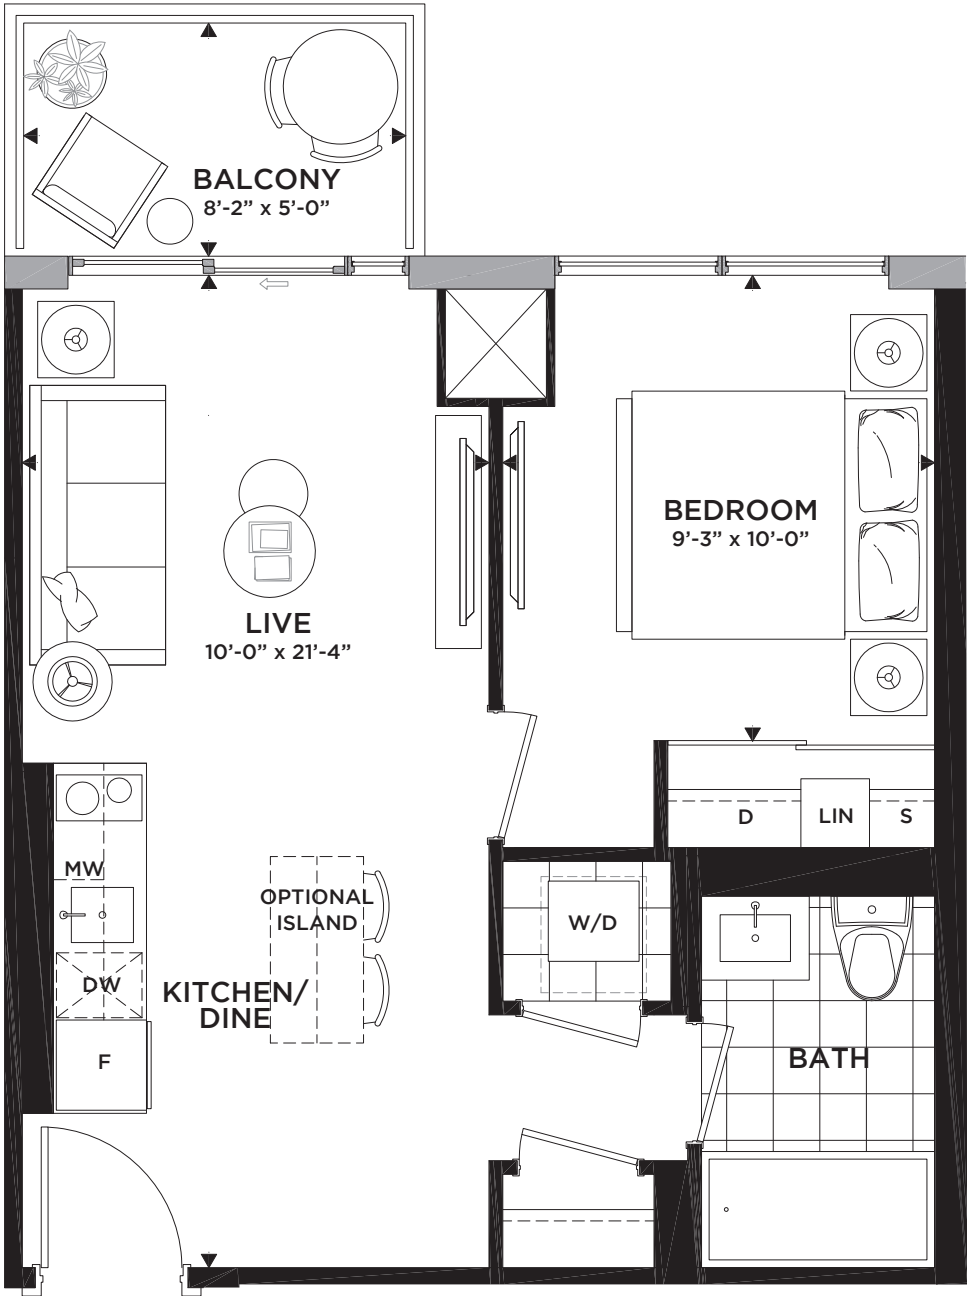 BALCONY
8’-2” x 5’-0”
BEDROOM
9’-3” x 10’-0”
LIVE
10’-0” x 21’-4”
D
LIN
S
MW
OPTIONAL
ISLAND
W/D
DW
KITCHEN/
DINE
F
BATH